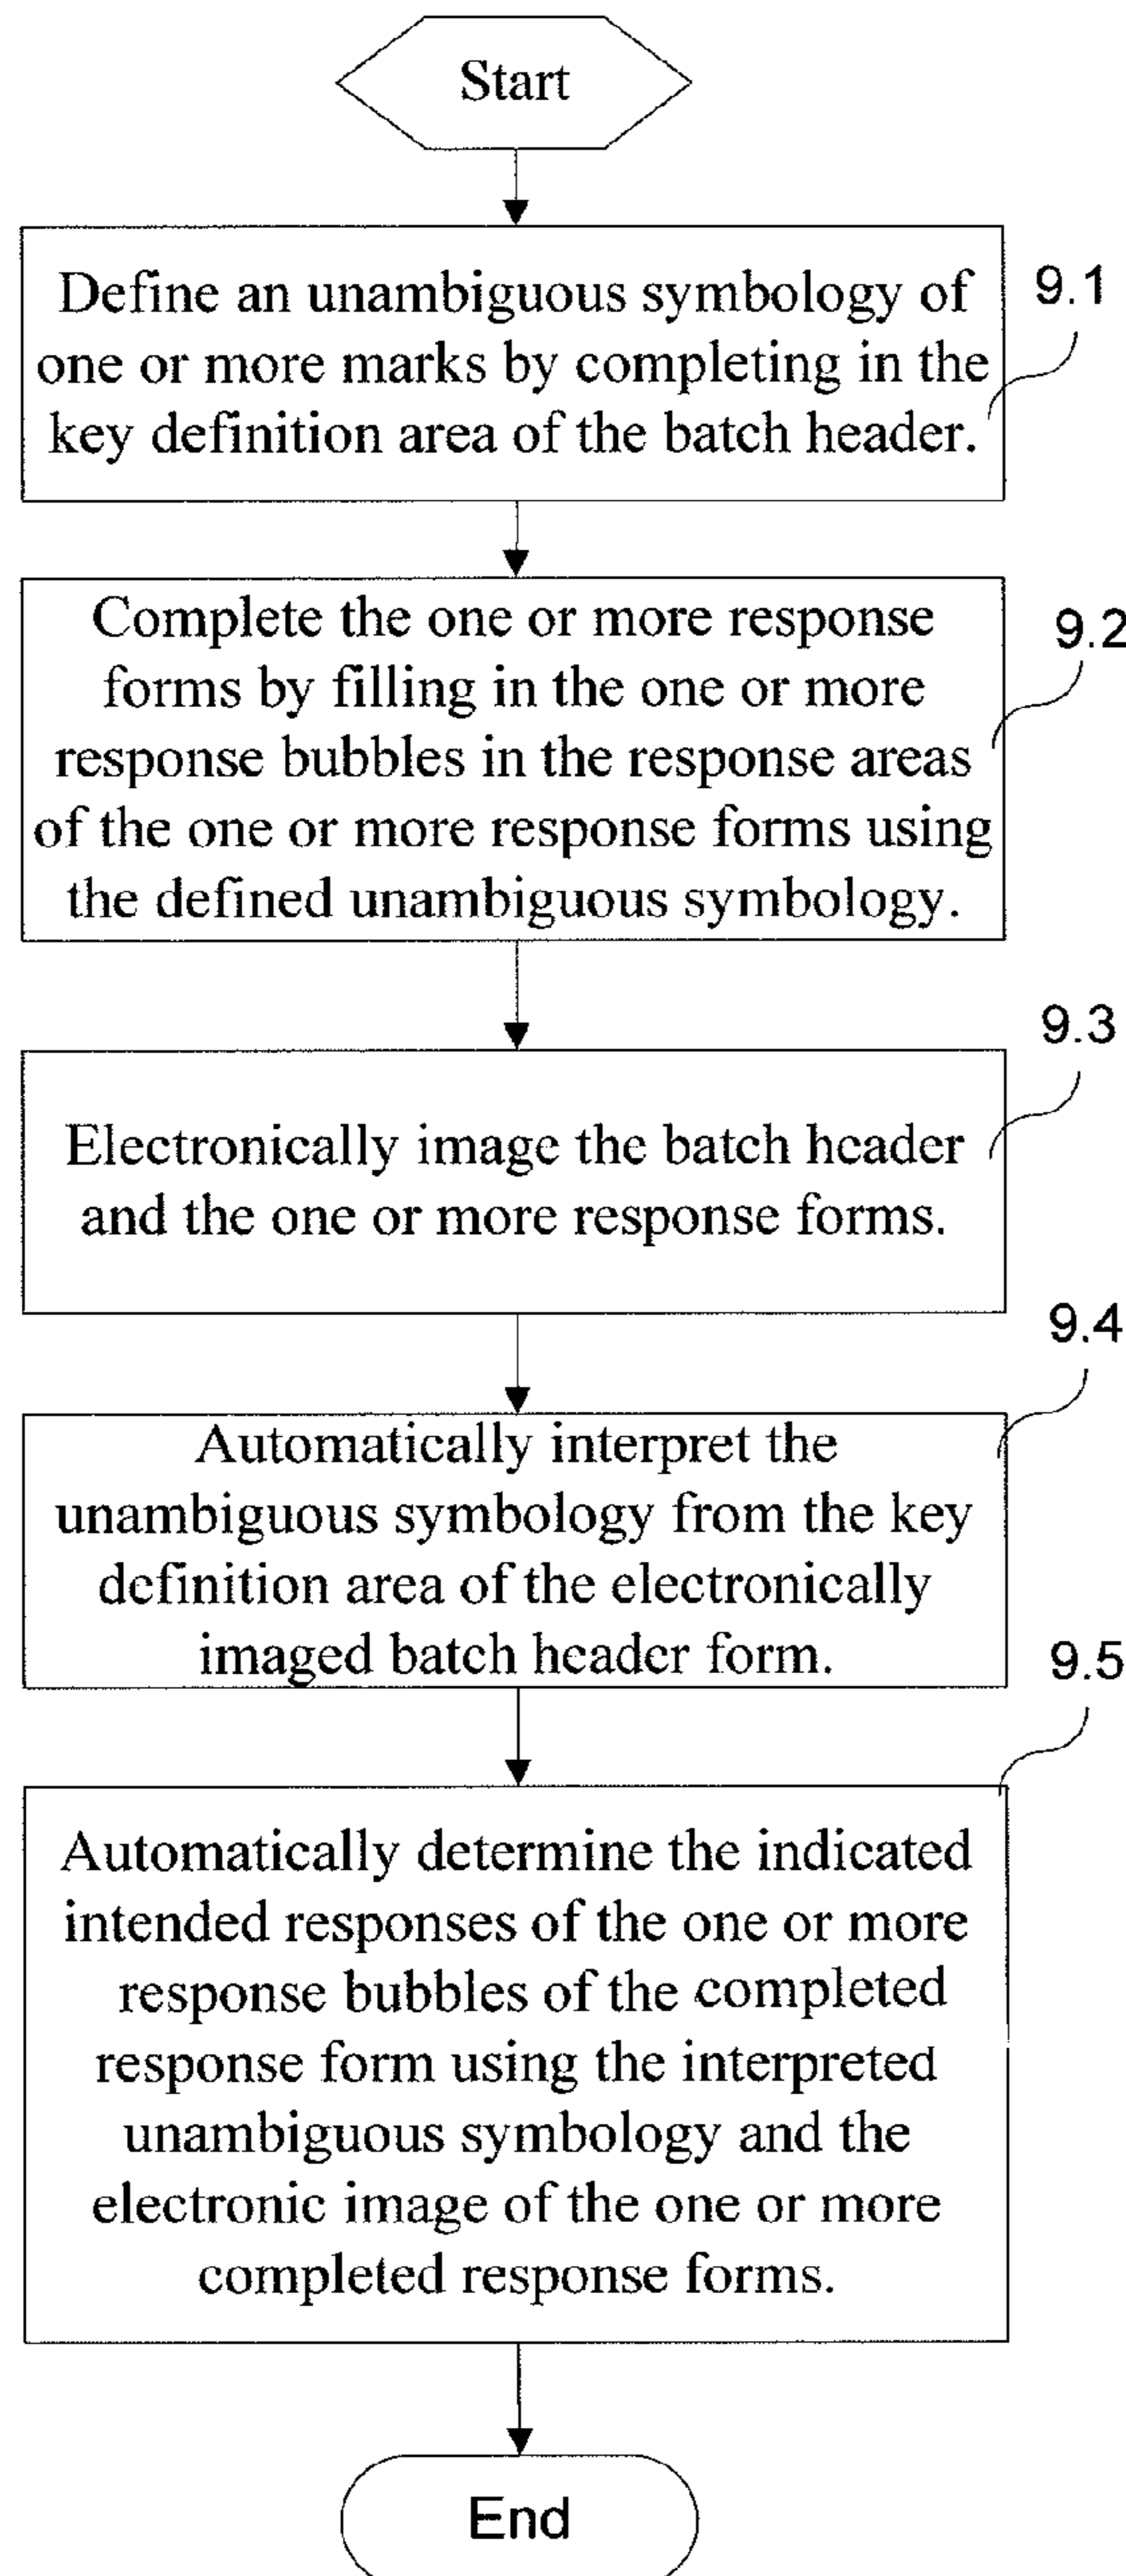 Start
Define an unambiguous symbology of
one or more marks by completing in the
key definition area of the batch header.
9.1
Complete the one or more response
forms by filling in the one or more
response bubbles in the response areas
of the one or more response forms using
the defined unambiguous symbology.
9.2
Electronically image the batch header
and the one or more response forms.
9.3
Automatically interpret the
unambiguous symbology from the key
definition area of the electronically
imaged batch header form.
9.4
Automatically determine the indicated
intended responses of the one or more
response bubbles of the completed
response form using the interpreted
unambiguous symbology and the
electronic image of the one or more
completed response forms.
9.5
End